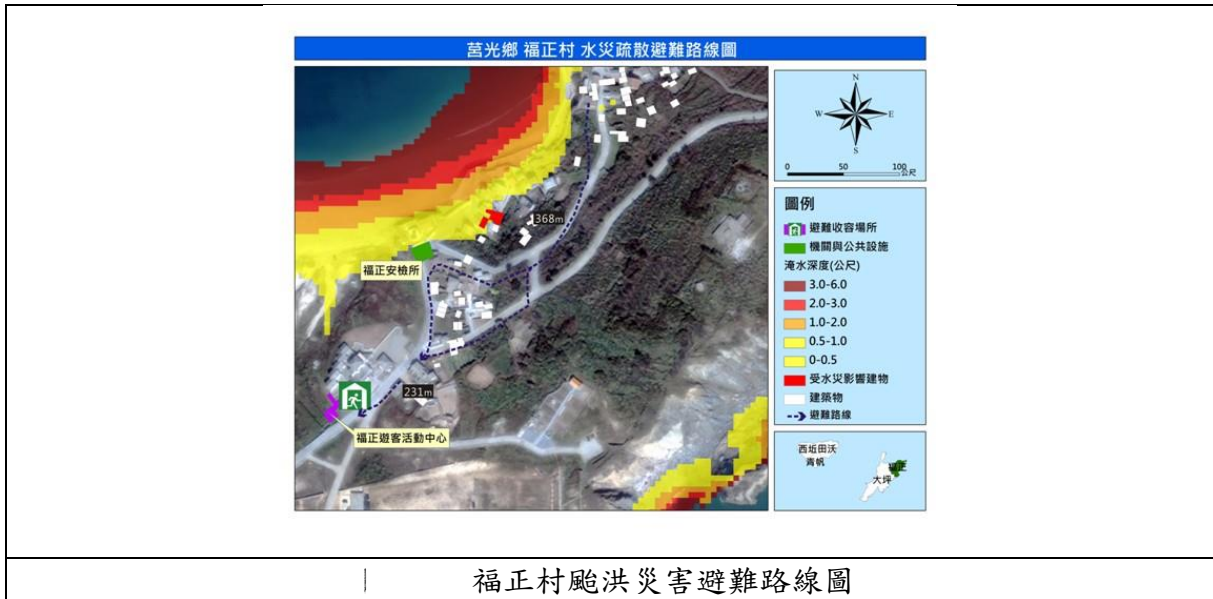 莒光鄉 福正村 水災疏散避難路線圖
368m
福正安檢所
231m
福正遊客活動中心
N
W
E
S
0 50 100公尺
圖例
避難收容場所
機關與公共設施
淹水深度(公尺)
3.0-6.0
2.0-3.0
1.0-2.0
0.5-1.0
0-0.5
受水災影響建物
建築物
避難路線
西坵田沃
青帆
福正
大坪
福正村颱洪災害避難路線圖